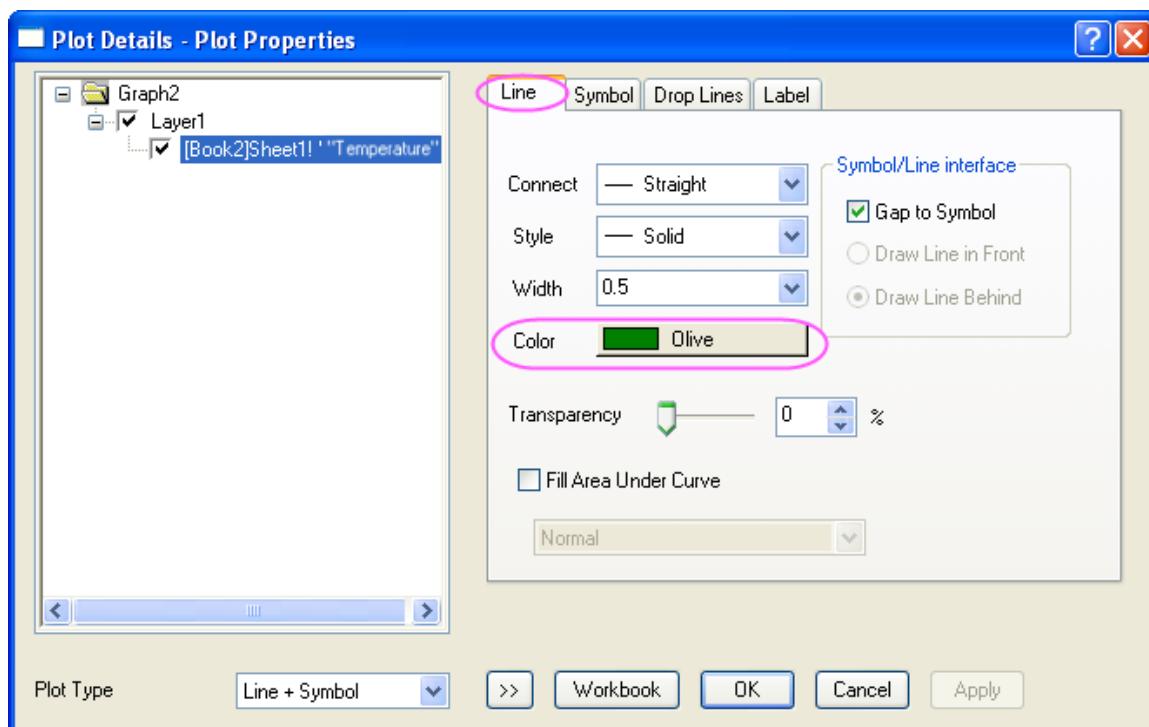 Plot Details - Plot Properties
Graph2
Layer1
[Book2]Sheet1! ' "Temperature"
Line
Symbol
Drop Lines
Label
Connect
Straight
Symbol/Line interface
Gap to Symbol
Style
Solid
Draw Line in Front
Width
0.5
Draw Line Behind
Color
Olive
Transparency
0
%
Fill Area Under Curve
Normal
Plot Type
Line + Symbol
>>
Workbook
OK
Cancel
Apply